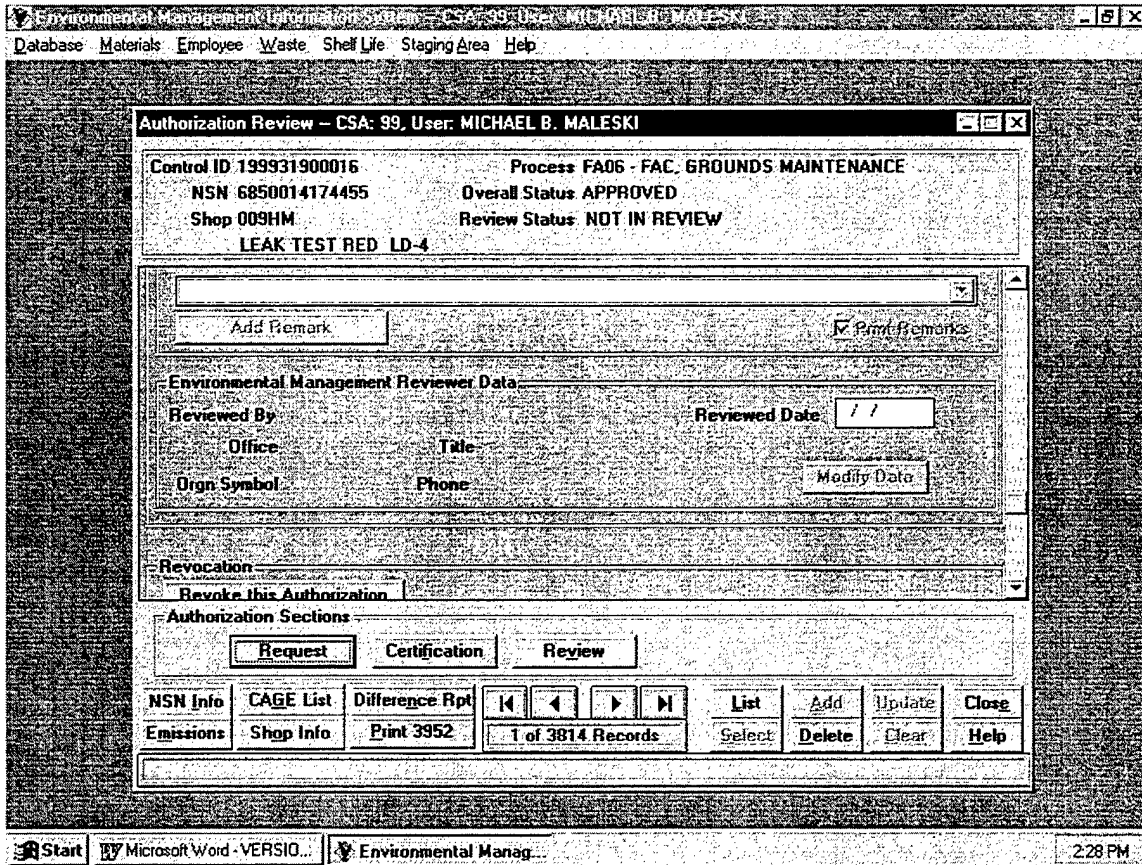 Environmental Management Information System -- CSA: 99, User: MICHAEL B. MALESKI
Database Materials Employee Waste Shelf Life Staging Area Help
Authorization Review -- CSA: 99, User: MICHAEL B. MALESKI
Control ID 199931900016 Process FA06 - FAC, GROUNDS MAINTENANCE
NSN 6850014174455 Overall Status APPROVED
Shop 009HM Review Status NOT IN REVIEW
LEAK TEST RED LD-4
Add Remark Print Remarks
Environmental Management Reviewer Data
Reviewed By Reviewed Date / /
Office Title
Orgn Symbol Phone Modify Data
Revocation
Revoke this Authorization
Authorization Sections
Request Certification Review
NSN Info CAGE List Difference Rpt List Add Update Close
Emissions Shop Info Print 3952 1 of 3814 Records Select Delete Clear Help
Start Microsoft Word - VERSIO... Environmental Manag... 2:28 PM